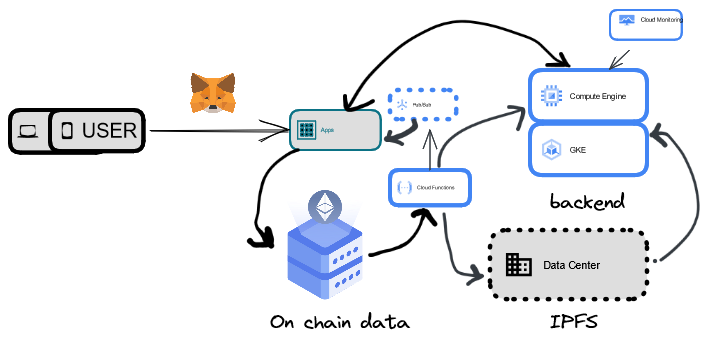 Cloud Monitoring
Pub/Sub
Compute Engine
USER
Apps
GKE
Cloud Functions
backend
Data Center
On chain data
IPFS